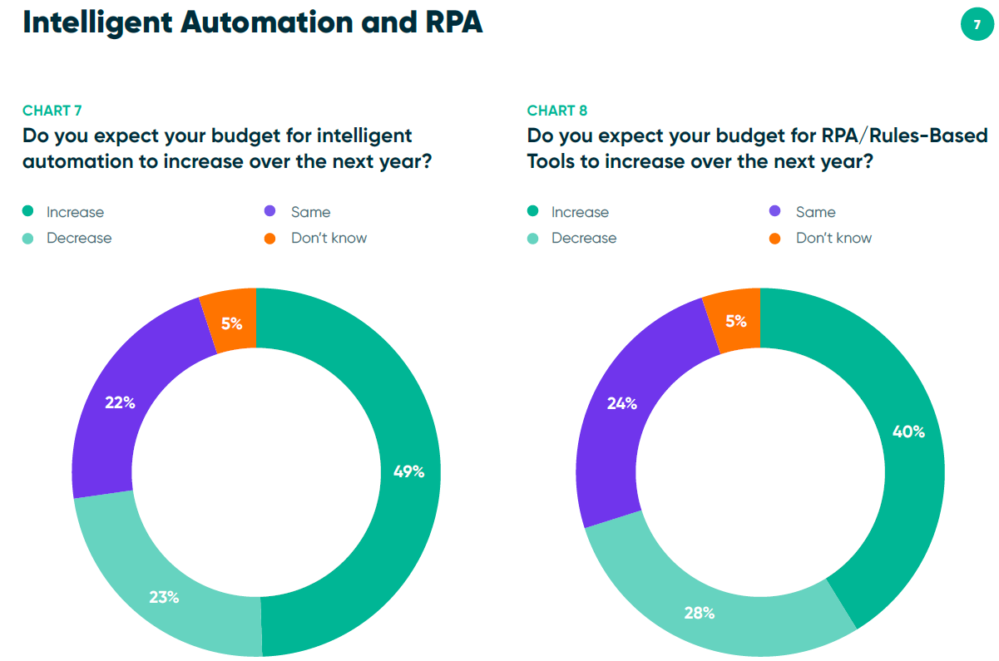 Intelligent Automation and RPA
7
CHART 7
Do you expect your budget for intelligent
automation to increase over the next year?
Increase
Same
Decrease
Don't know
5%
22%
49%
23%
CHART 8
Do you expect your budget for RPA/Rules-Based
Tools to increase over the next year?
Increase
Same
Decrease
Don't know
5%
24%
40%
28%